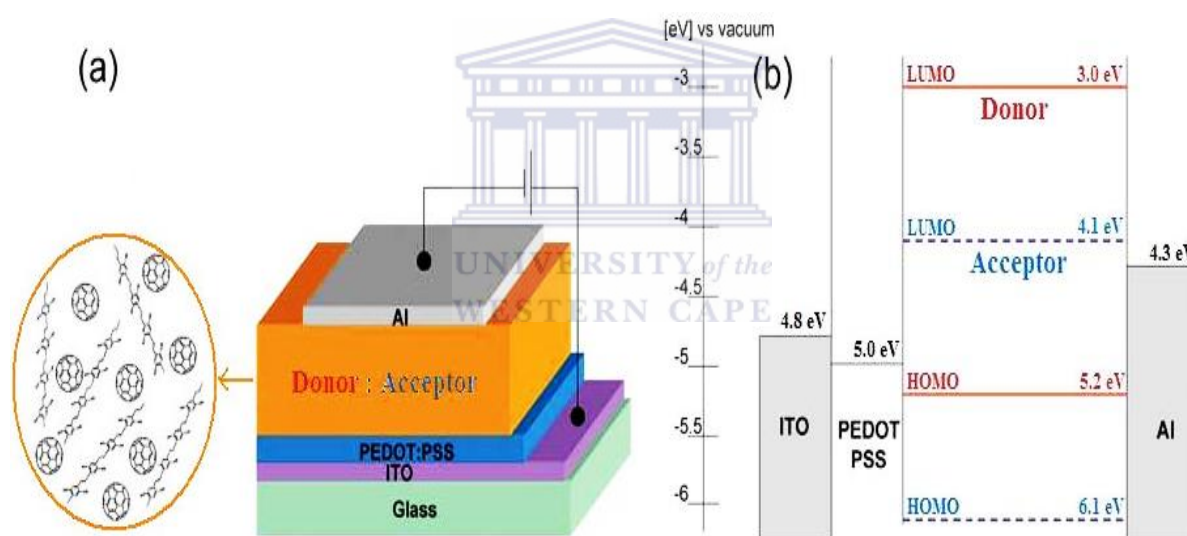 (a)
Al
Donor : Acceptor
PEDOT:PSS
ITO
Glass
UNIVERSITY of the
WESTERN CAPE
[eV] vs vacuum
-3
-3,5
-4
-4.5
-5
-5.5
-6
(b)
LUMO 3.0 eV
Donor
LUMO 4.1 eV
Acceptor
4.3 eV
4.8 eV
5.0 eV
HOMO 5.2 eV
ITO
PEDOT
PSS
Al
HOMO 6.1 eV